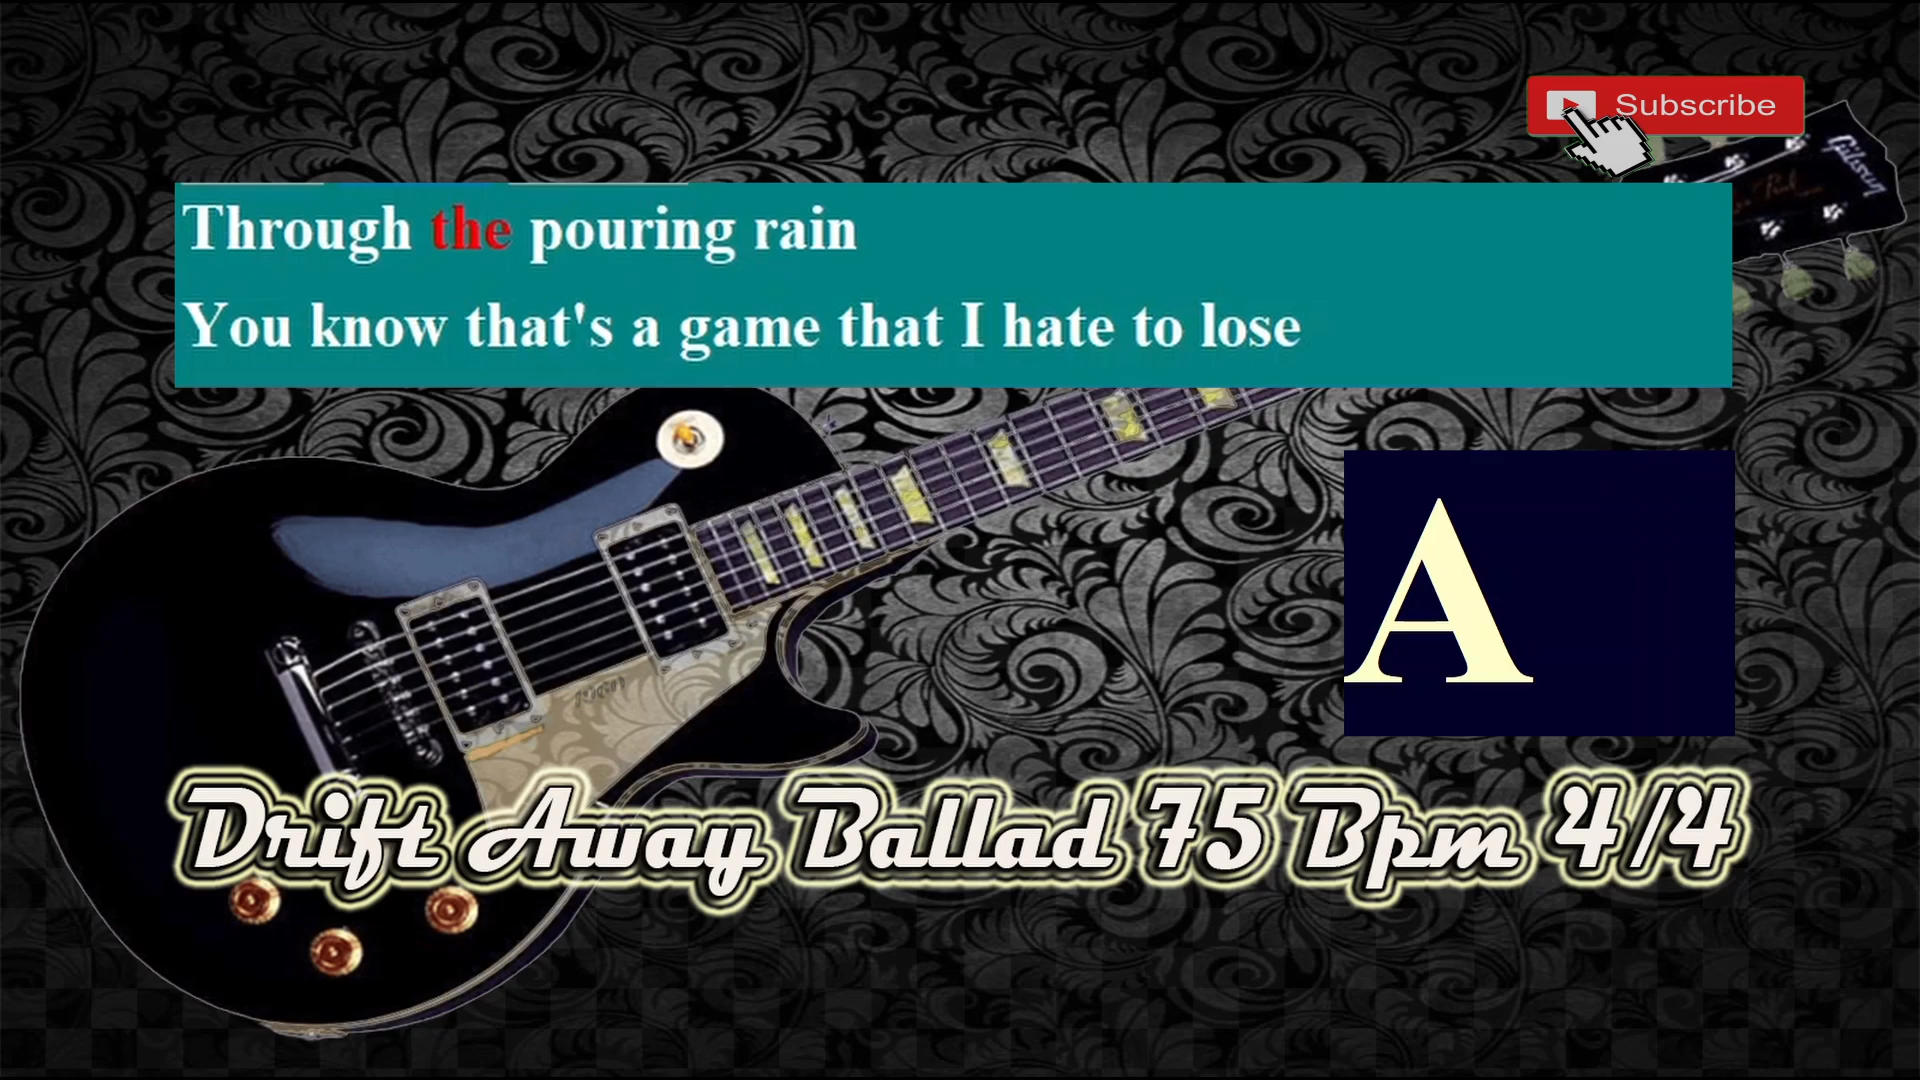 Subscribe
Gibson
Through the pouring rain
You know that's a game that I hate to lose
A
Drift Away Ballad 75 Bpm 4/4